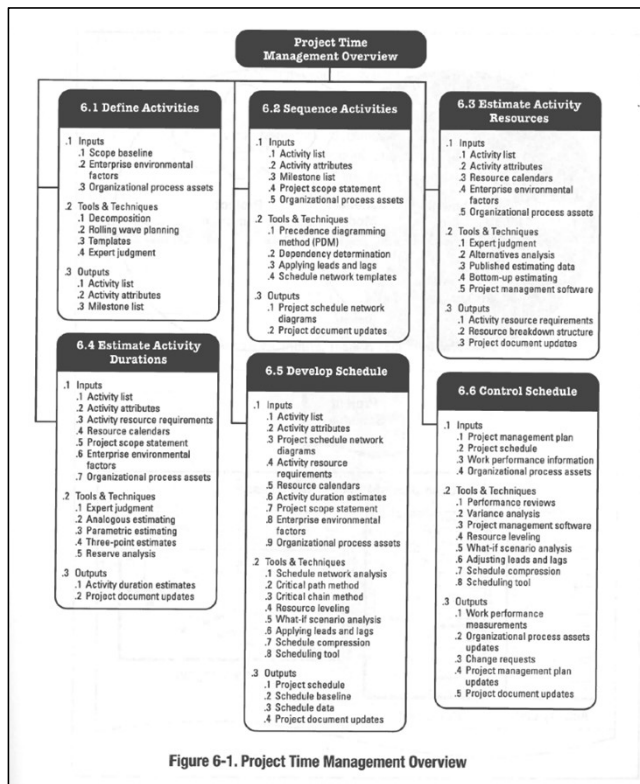 Project Time
Management Overview
6.1 Define Activities
.1 Inputs
.1 Scope baseline
.2 Enterprise environmental
factors
.3 Organizational process assets
.2 Tools & Techniques
.1 Decomposition
.2 Rolling wave planning
.3 Templates
.4 Expert judgment
.3 Outputs
.1 Activity list
.2 Activity attributes
.3 Milestone list
6.2 Sequence Activities
.1 Inputs
.1 Activity list
.2 Activity attributes
.3 Milestone list
.4 Project scope statement
.5 Organizational process assets
.2 Tools & Techniques
.1 Precedence diagramming
method (PDM)
.2 Dependency determination
.3 Applying leads and lags
.4 Schedule network templates
.3 Outputs
.1 Project schedule network
diagrams
.2 Project document updates
6.3 Estimate Activity
Resources
.1 Inputs
.1 Activity list
.2 Activity attributes
.3 Resource calendars
.4 Enterprise environmental
factors
.5 Organizational process assets
.2 Tools & Techniques
.1 Expert judgment
.2 Alternatives analysis
.3 Published estimating data
.4 Bottom-up estimating
.5 Project management software
.3 Outputs
.1 Activity resource requirements
.2 Resource breakdown structure
.3 Project document updates
6.4 Estimate Activity
Durations
.1 Inputs
.1 Activity list
.2 Activity attributes
.3 Activity resource requirements
.4 Resource calendars
.5 Project scope statement
.6 Enterprise environmental
factors
.7 Organizational process assets
.2 Tools & Techniques
.1 Expert judgment
.2 Analogous estimating
.3 Parametric estimating
.4 Three-point estimates
.5 Reserve analysis
.3 Outputs
.1 Activity duration estimates
.2 Project document updates
6.5 Develop Schedule
.1 Inputs
.1 Activity list
.2 Activity attributes
.3 Project schedule network
diagrams
.4 Activity resource
requirements
.5 Resource calendars
.6 Activity duration estimates
.7 Project scope statement
.8 Enterprise environmental
factors
.9 Organizational process assets
.2 Tools & Techniques
.1 Schedule network analysis
.2 Critical path method
.3 Critical chain method
.4 Resource leveling
.5 What-if scenario analysis
.6 Applying leads and lags
.7 Schedule compression
.8 Scheduling tool
.3 Outputs
.1 Project schedule
.2 Schedule baseline
.3 Schedule data
.4 Project document updates
6.6 Control Schedule
.1 Inputs
.1 Project management plan
.2 Project schedule
.3 Work performance information
.4 Organizational process assets
.2 Tools & Techniques
.1 Performance reviews
.2 Variance analysis
.3 Project management software
.4 Resource leveling
.5 What-if scenario analysis
.6 Adjusting leads and lags
.7 Schedule compression
.8 Scheduling tool
.3 Outputs
.1 Work performance
measurements
.2 Organizational process assets
updates
.3 Change requests
.4 Project management plan
updates
.5 Project document updates
Figure 6-1. Project Time Management Overview